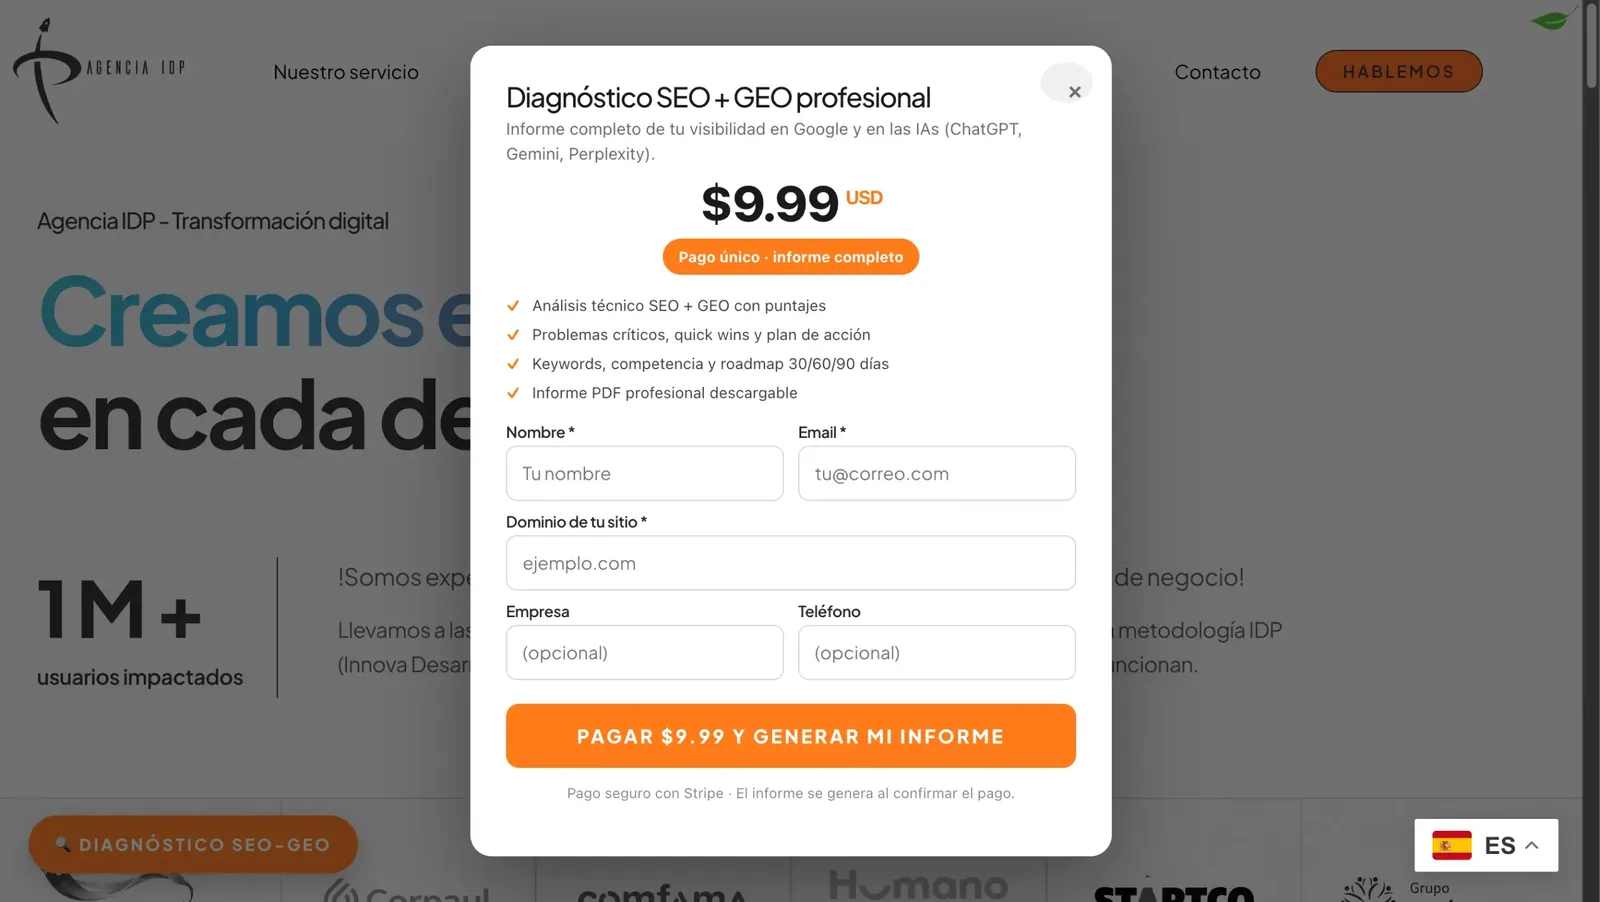 AGENCIA IDP
Nuestro servicio
Contacto
HABLEMOS
Agencia IDP - Transformación digital
Creamos e
en cada de
1M+
usuarios impactados
!Somos expe
de negocio!
Llevamos a las
metodología IDP
(Innova Desar
uncionan.
Diagnóstico SEO + GEO profesional
×
Informe completo de tu visibilidad en Google y en las IAs (ChatGPT,
Gemini, Perplexity).
$9.99 USD
Pago único · informe completo
✓ Análisis técnico SEO + GEO con puntajes
✓ Problemas críticos, quick wins y plan de acción
✓ Keywords, competencia y roadmap 30/60/90 días
✓ Informe PDF profesional descargable
Nombre *
Email *
Tu nombre
tu@correo.com
Dominio de tu sitio *
ejemplo.com
Empresa
Teléfono
(opcional)
(opcional)
PAGAR $9.99 Y GENERAR MI INFORME
Pago seguro con Stripe · El informe se genera al confirmar el pago.
DIAGNÓSTICO SEO-GEO
ES
comfama
Humano
STARTCO
Grupo